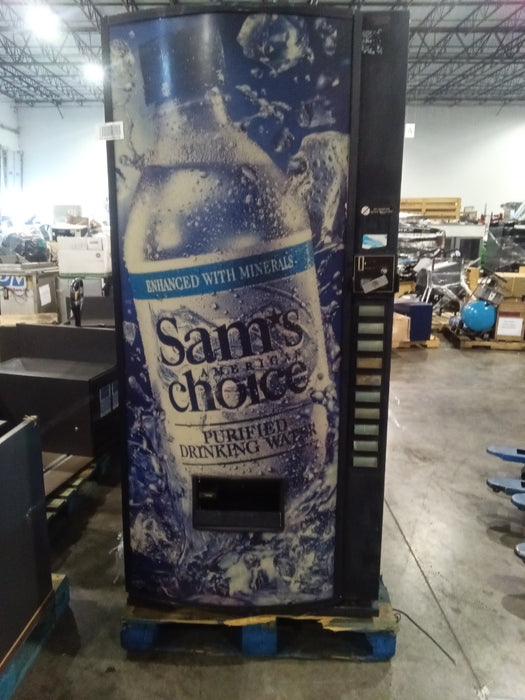 ENHANCED WITH MINERALS
Sam's
AMERICAN
choice
PURIFIED
DRINKING WATER
A